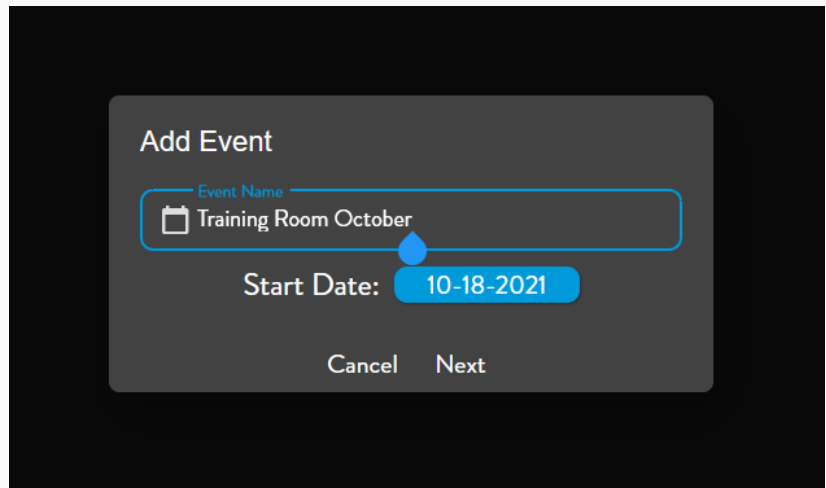 Add Event
Event Name
Training Room October
Start Date: 10-18-2021
Cancel Next